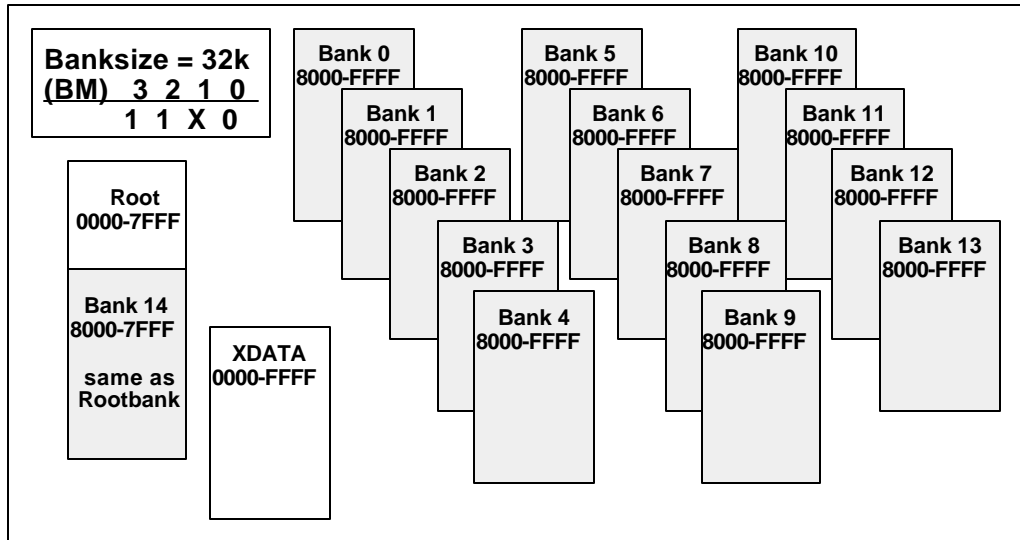 Banksize = 32k
(BM) 3 2 1 0
1 1 X 0
Root
0000-7FFF
Bank 14
8000-7FFF
same as
Rootbank
XDATA
0000-FFFF
Bank 0
8000-FFFF
Bank 1
8000-FFFF
Bank 2
8000-FFFF
Bank 3
8000-FFFF
Bank 4
8000-FFFF
Bank 5
8000-FFFF
Bank 6
8000-FFFF
Bank 7
8000-FFFF
Bank 8
8000-FFFF
Bank 9
8000-FFFF
Bank 10
8000-FFFF
Bank 11
8000-FFFF
Bank 12
8000-FFFF
Bank 13
8000-FFFF